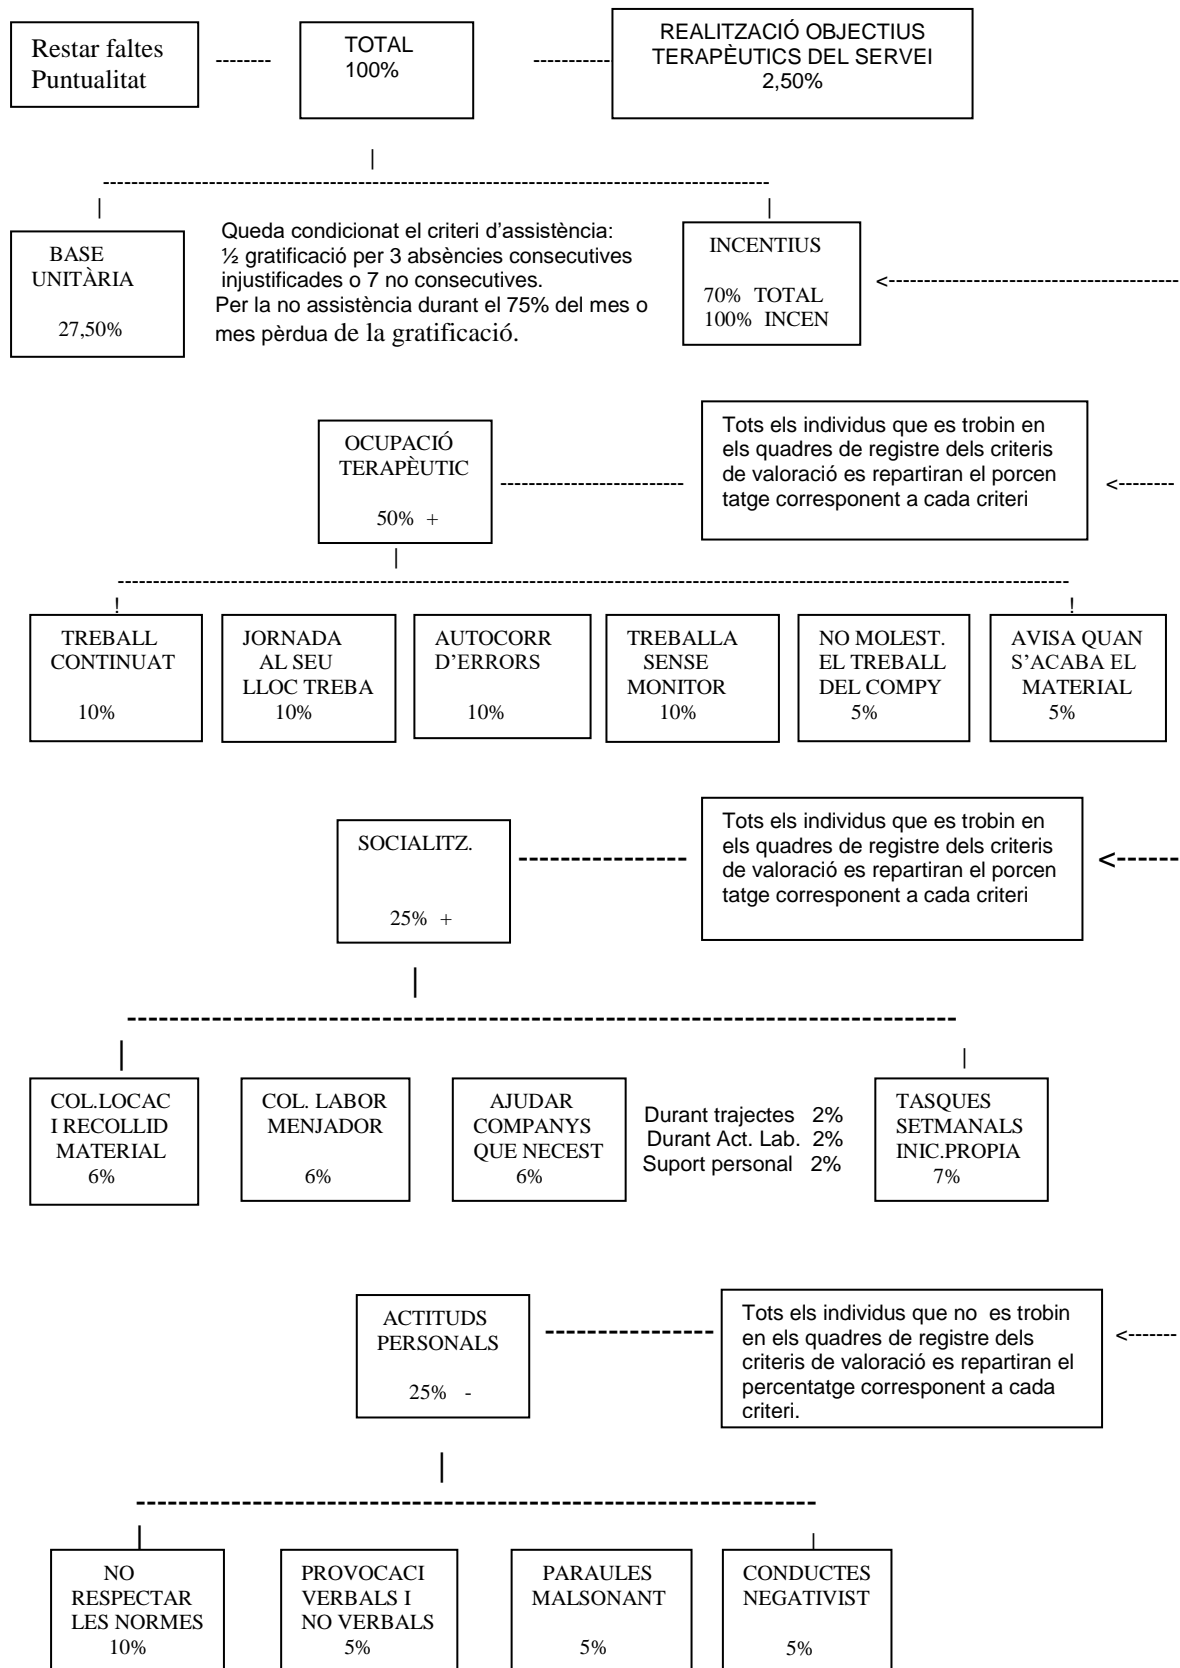 Restar faltes
Puntualitat
TOTAL
100%
REALITZACIÓ OBJECTIUS
TERAPÈUTICS DEL SERVEI
2,50%
BASE
UNITÀRIA
27,50%
Queda condicionat el criteri d’assistència:
½ gratificació per 3 absències consecutives
injustificades o 7 no consecutives.
Per la no assistència durant el 75% del mes o
mes pèrdua de la gratificació.
INCENTIUS
70% TOTAL
100% INCEN
OCUPACIÓ
TERAPÈUTIC
50% +
Tots els individus que es trobin en
els quadres de registre dels criteris
de valoració es repartiran el porcen
tatge corresponent a cada criteri
TREBALL
CONTINUAT
10%
JORNADA
AL SEU
LLOC TREBA
10%
AUTOCORR
D’ERRORS
10%
TREBALLA
SENSE
MONITOR
10%
NO MOLEST.
EL TREBALL
DEL COMPY
5%
AVISA QUAN
S’ACABA EL
MATERIAL
5%
SOCIALITZ.
25% +
Tots els individus que es trobin en
els quadres de registre dels criteris
de valoració es repartiran el porcen
tatge corresponent a cada criteri
COL.LOCAC
I RECOLLID
MATERIAL
6%
COL. LABOR
MENJADOR
6%
AJUDAR
COMPANYS
QUE NECEST
6%
Durant trajectes 2%
Durant Act. Lab. 2%
Suport personal 2%
TASQUES
SETMANALS
INIC.PROPIA
7%
ACTITUDS
PERSONALS
25% -
Tots els individus que no es trobin
en els quadres de registre dels
criteris de valoració es repartiran el
percentatge corresponent a cada
criteri.
NO
RESPECTAR
LES NORMES
10%
PROVOCACI
VERBALS I
NO VERBALS
5%
PARAULES
MALSONANT
5%
CONDUCTES
NEGATIVIST
5%